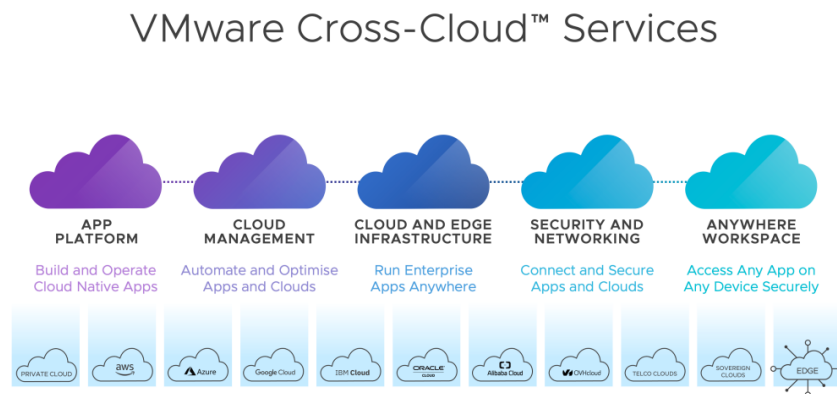 VMware Cross-Cloud™ Services
APP
PLATFORM
Build and Operate
Cloud Native Apps
CLOUD
MANAGEMENT
Automate and Optimise
Apps and Clouds
CLOUD AND EDGE
INFRASTRUCTURE
Run Enterprise
Apps Anywhere
SECURITY AND
NETWORKING
Connect and Secure
Apps and Clouds
ANYWHERE
WORKSPACE
Access Any App on
Any Device Securely
PRIVATE CLOUD
aws
Azure
Google Cloud
IBM Cloud
ORACLE
CLOUD
Alibaba Cloud
OVHcloud
TELCO CLOUDS
SOVEREIGN
CLOUDS
EDGE